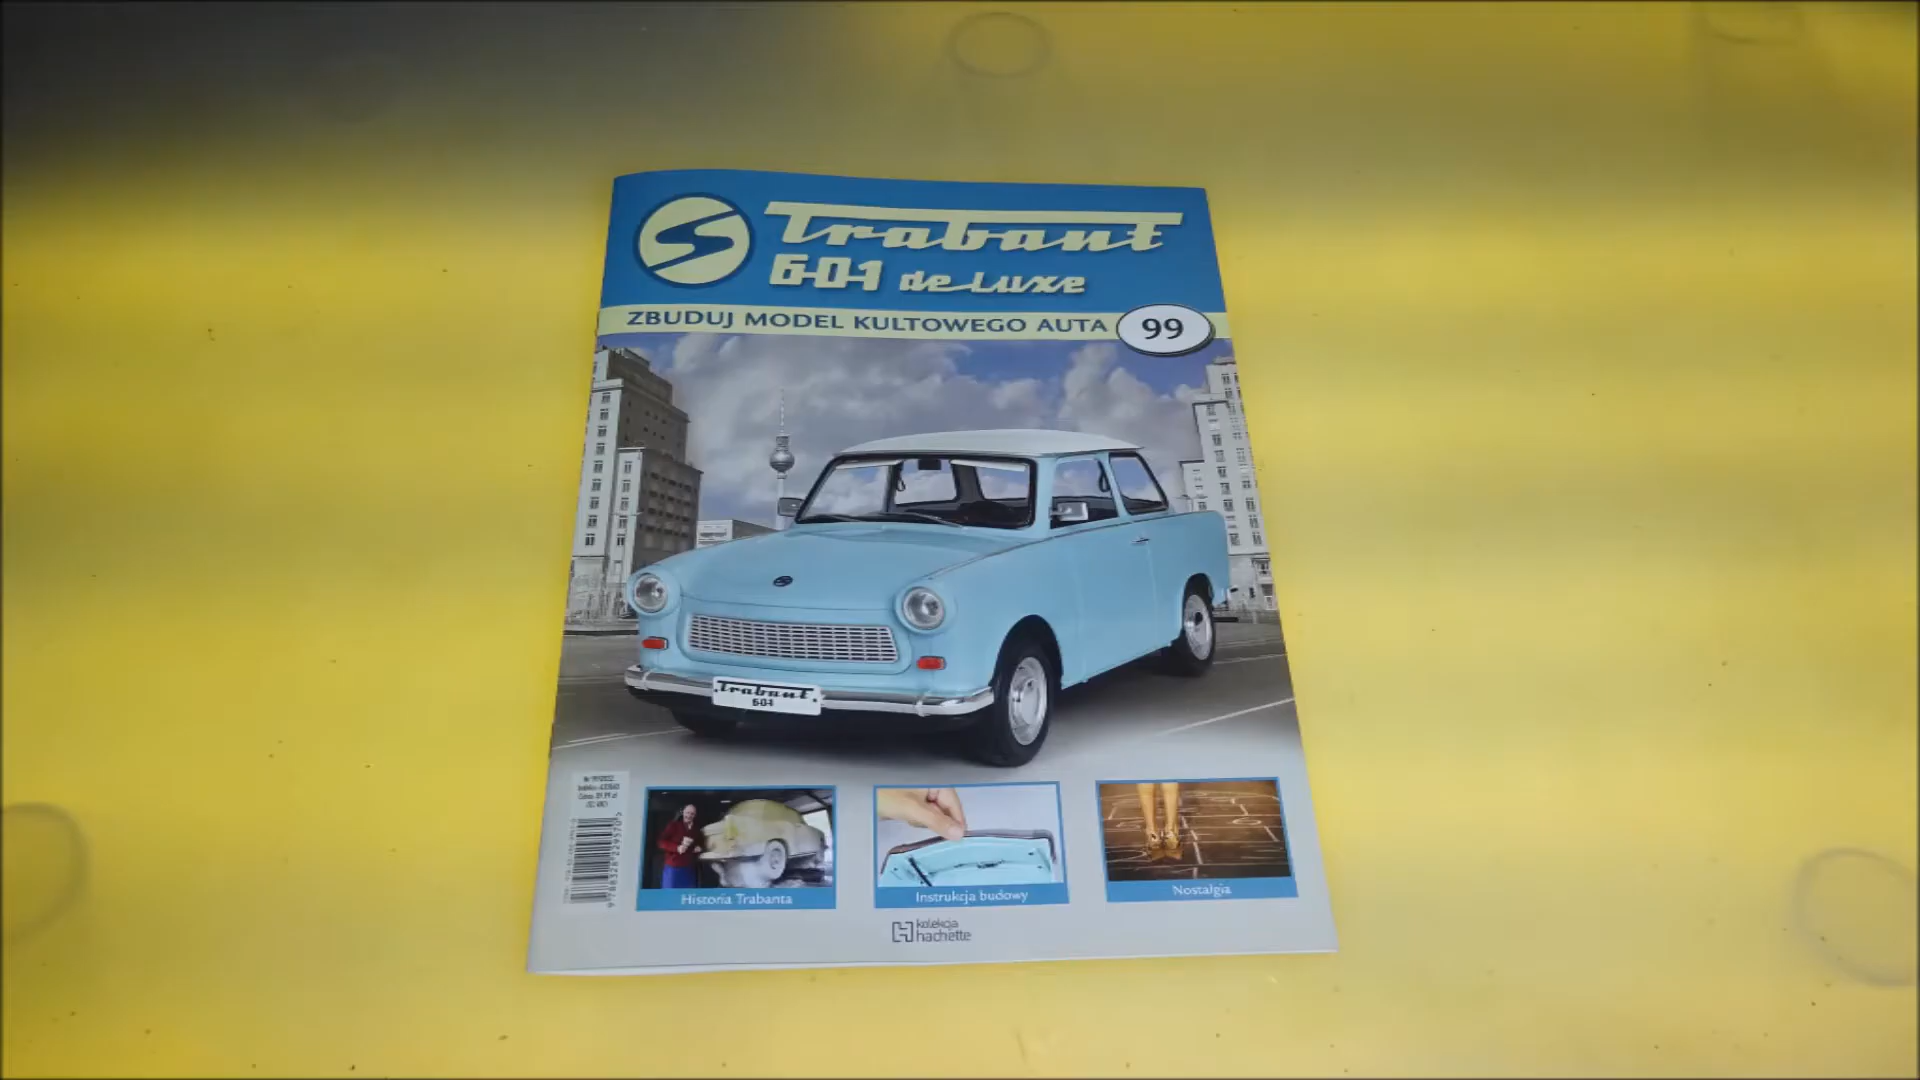 Trabant
601 de Luxe
ZBUDUJ MODEL KULTOWEGO AUTA
99
Trabant
601
Historia Trabanta
Instrukcja budowy
Nostalgia
kolekcja
hachette